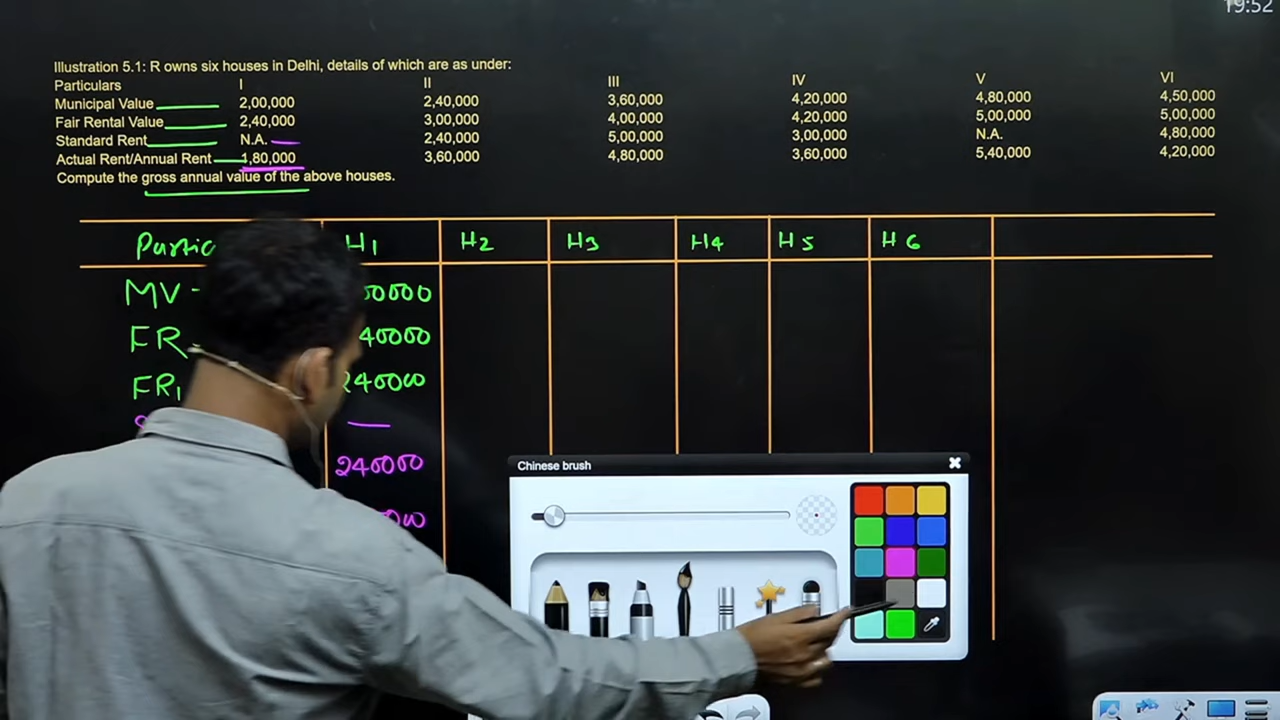 19:52
Illustration 5.1: R owns six houses in Delhi, details of which are as under:
Particulars I II III IV V VI
Municipal Value 2,00,000 2,40,000 3,60,000 4,20,000 4,80,000 4,50,000
Fair Rental Value 2,40,000 3,00,000 4,00,000 4,20,000 5,00,000 5,00,000
Standard Rent N.A. 2,40,000 5,00,000 3,00,000 N.A. 4,80,000
Actual Rent/Annual Rent 1,80,000 3,60,000 4,80,000 3,60,000 5,40,000 4,20,000
Compute the gross annual value of the above houses.
H1 H2 H3 H4 H5 H6
MV -
FR 40000
FR, 240000
240000
Chinese brush